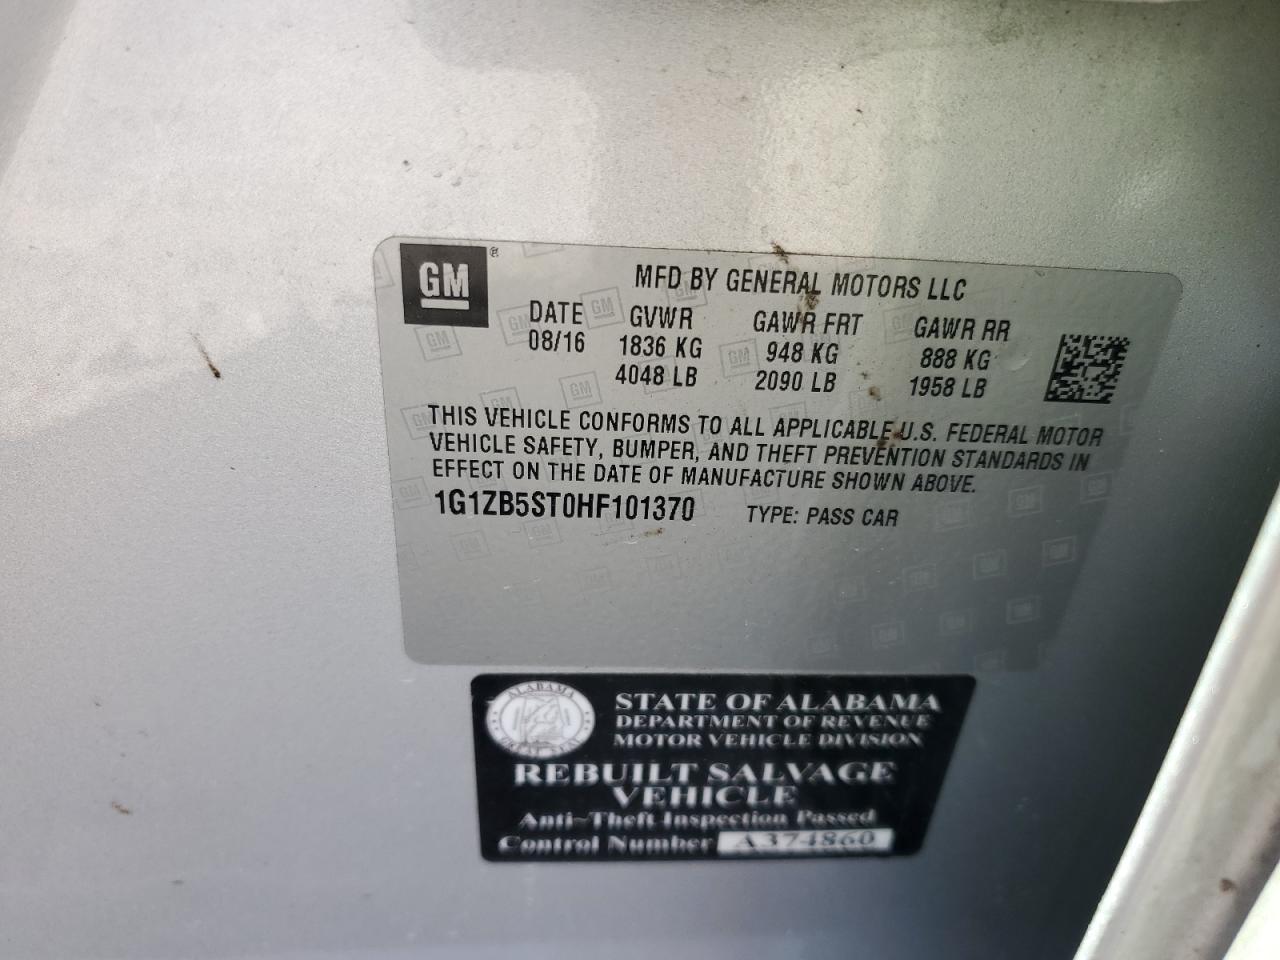 GM ®
MFD BY GENERAL MOTORS LLC
DATE GVWR GAWR FRT GAWR RR
08/16 1836 KG 948 KG 888 KG
4048 LB 2090 LB 1958 LB
THIS VEHICLE CONFORMS TO ALL APPLICABLE U.S. FEDERAL MOTOR
VEHICLE SAFETY, BUMPER, AND THEFT PREVENTION STANDARDS IN
EFFECT ON THE DATE OF MANUFACTURE SHOWN ABOVE.
1G1ZB5ST0HF101370 TYPE: PASS CAR
ALABAMA
GREAT SEAL
STATE OF ALABAMA
DEPARTMENT OF REVENUE
MOTOR VEHICLE DIVISION
REBUILT SALVAGE
VEHICLE
Anti-Theft Inspection Passed
Control Number A374860